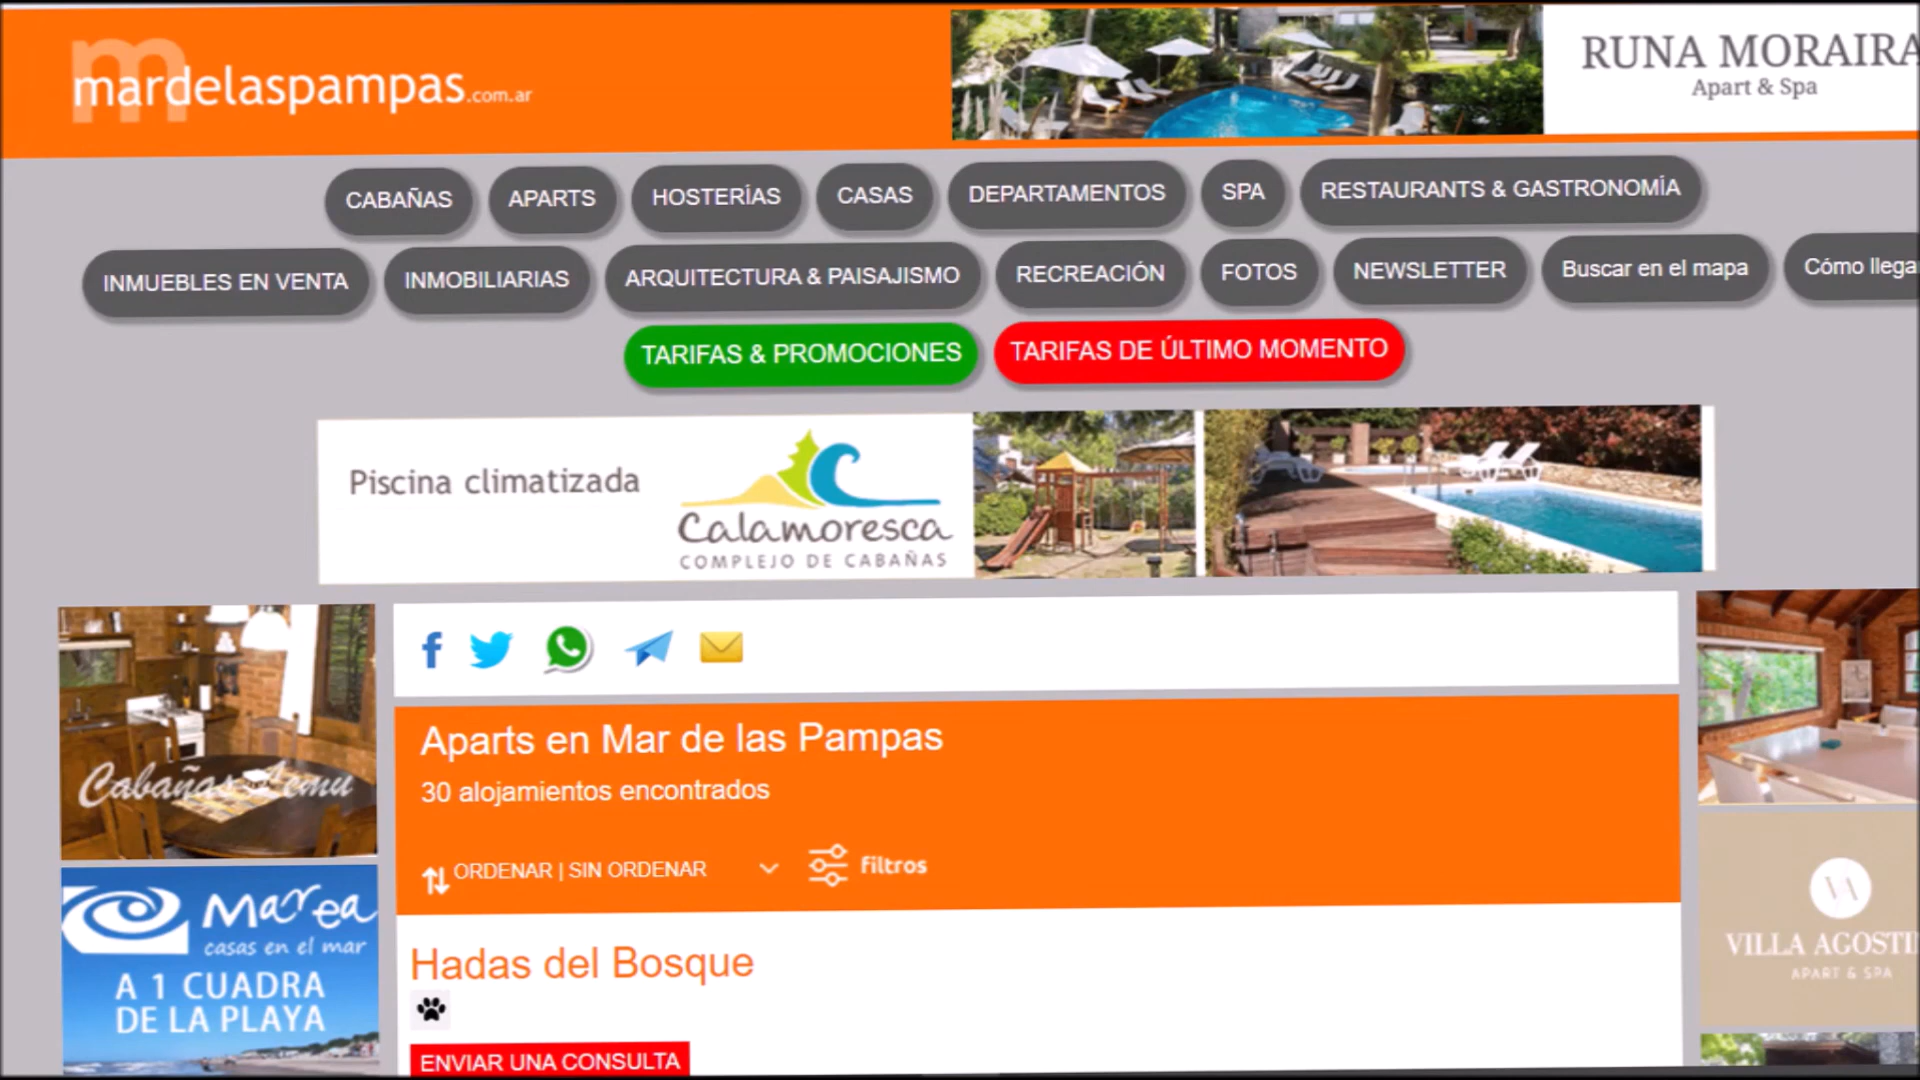 mardelaspampas.com.ar
RUNA MORAIRA
Apart & Spa
CABAÑAS
APARTS
HOSTERÍAS
CASAS
DEPARTAMENTOS
SPA
RESTAURANTS & GASTRONOMÍA
INMUEBLES EN VENTA
INMOBILIARIAS
ARQUITECTURA & PAISAJISMO
RECREACIÓN
FOTOS
NEWSLETTER
Buscar en el mapa
Cómo llega
TARIFAS & PROMOCIONES
TARIFAS DE ÚLTIMO MOMENTO
Piscina climatizada
Calamoresca
COMPLEJO DE CABAÑAS
Cabañas Lemu
Marea
casas en el mar
A 1 CUADRA
DE LA PLAYA
Aparts en Mar de las Pampas
30 alojamientos encontrados
ORDENAR | SIN ORDENAR
filtros
Hadas del Bosque
ENVIAR UNA CONSULTA
VILLA AGOSTI
APART & SPA